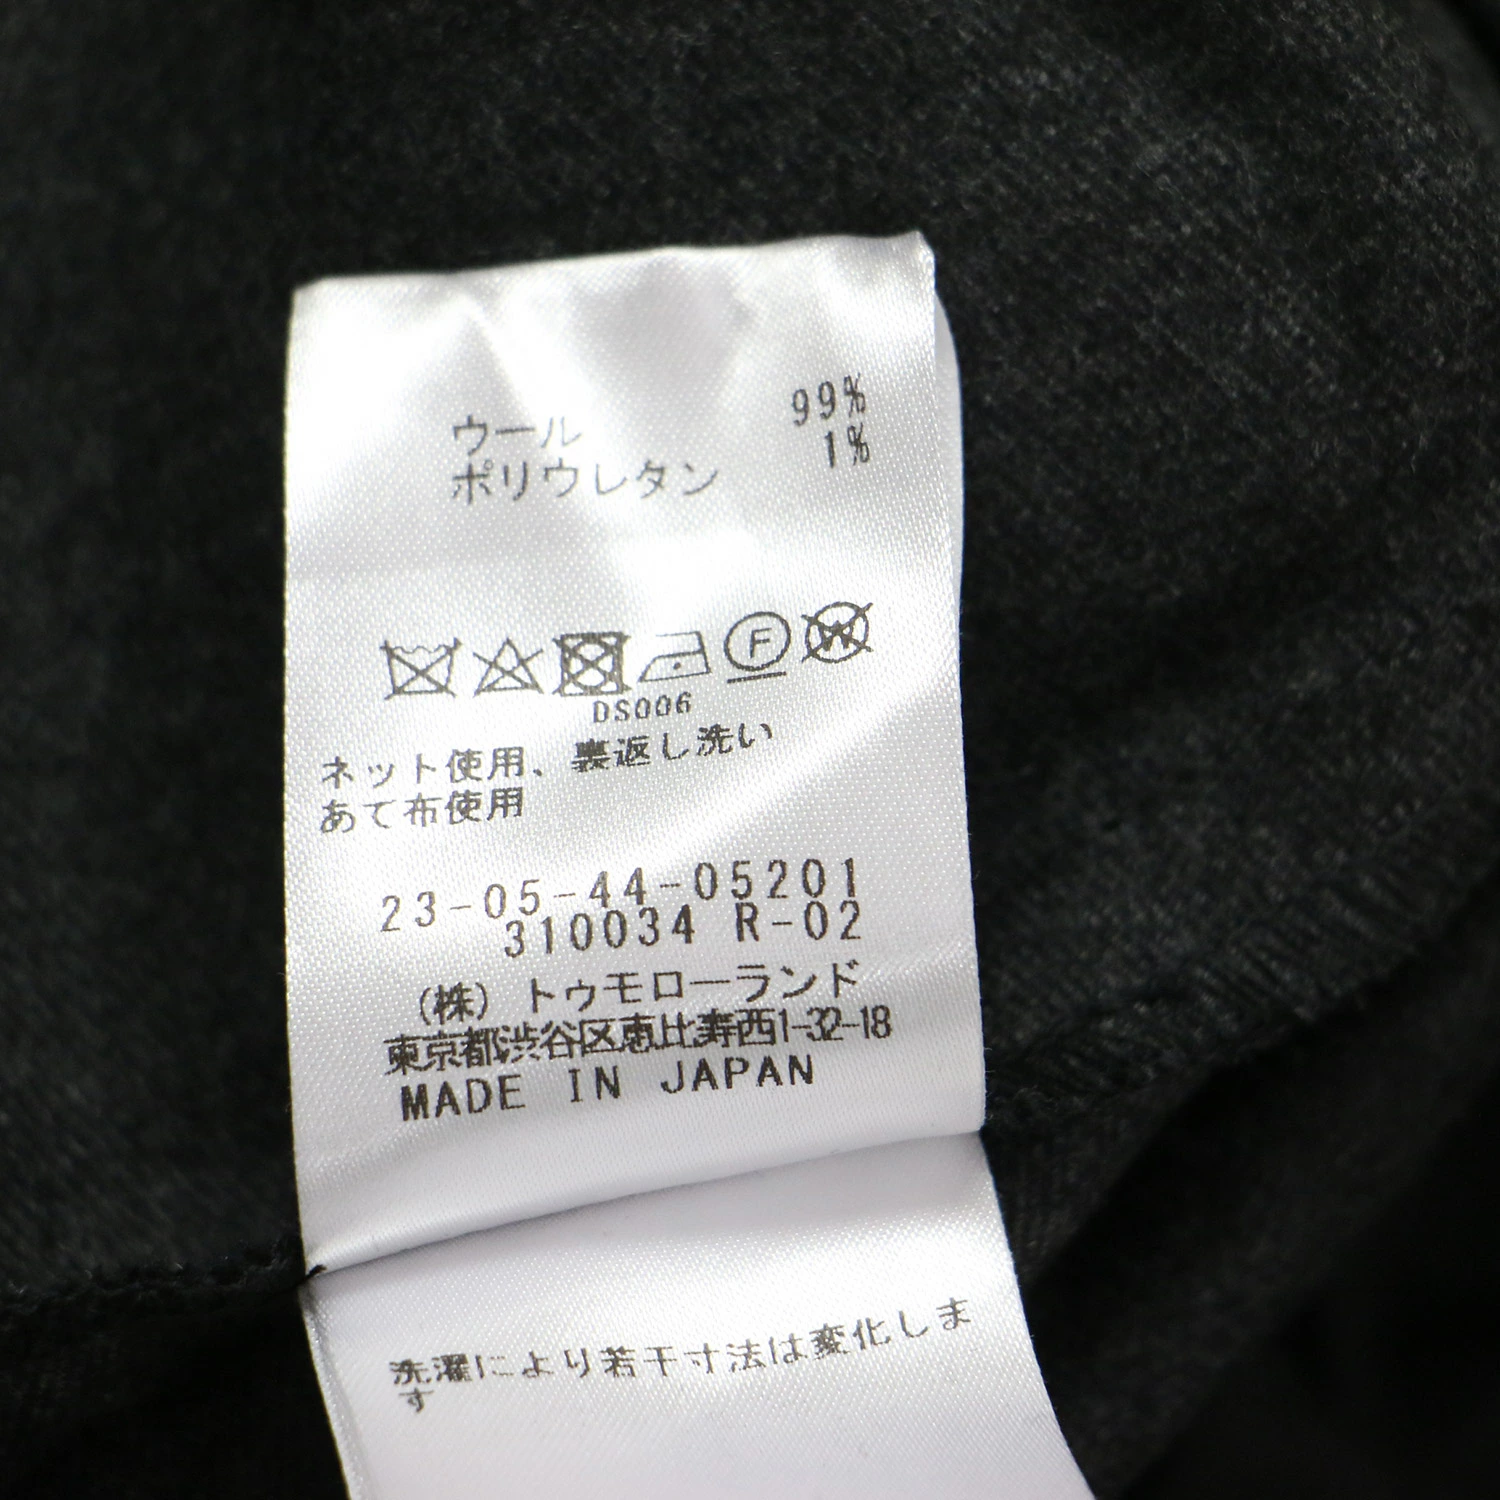 ウール 99%
ポリウレタン 1%
F W
DS006
ネット使用、裏返し洗い
あて布使用
23-05-44-05201
310034 R-02
(株) トゥモローランド
東京都渋谷区恵比寿西1-32-18
MADE IN JAPAN
洗濯により若干寸法は変化しま
す